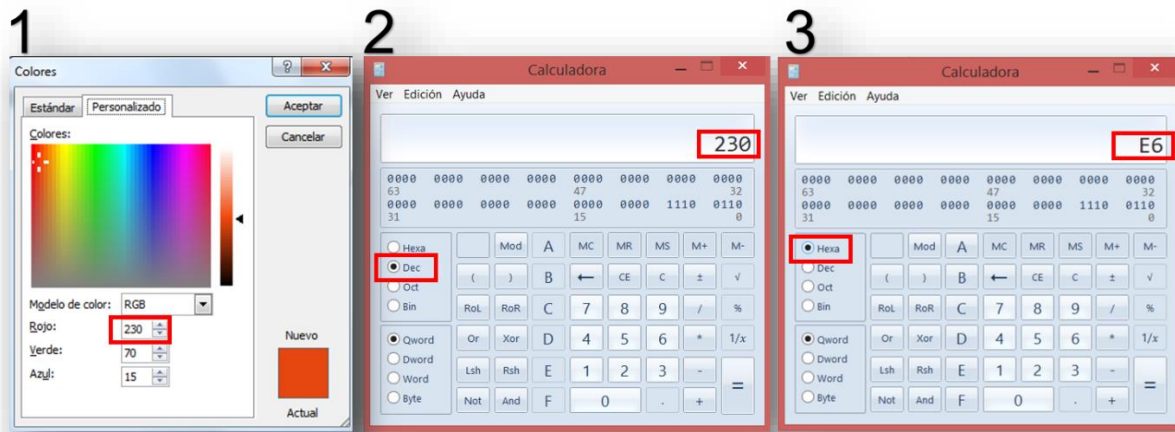 1
Colores
Estándar Personalizado
Aceptar
Cancelar
Colores:
Modelo de color: RGB
Rojo: 230
Verde: 70
Azul: 15
Nuevo
Actual
2
Calculadora
Ver Edición Ayuda
230
0000 0000 0000 0000 0000 0000 0000 0000
63 47 32
0000 0000 0000 0000 0000 0000 1110 0110
31 15 0
Hexa
Dec
Oct
Bin
Qword
Dword
Word
Byte
Mod A MC MR MS M+ M-
( ) B ← CE C ± √
RoL RoR C 7 8 9 / %
Or Xor D 4 5 6 * 1/x
Lsh Rsh E 1 2 3 - =
Not And F 0 . +
3
Calculadora
Ver Edición Ayuda
E6
0000 0000 0000 0000 0000 0000 0000 0000
63 47 32
0000 0000 0000 0000 0000 0000 1110 0110
31 15 0
Hexa
Dec
Oct
Bin
Qword
Dword
Word
Byte
Mod A MC MR MS M+ M-
( ) B ← CE C ± √
RoL RoR C 7 8 9 / %
Or Xor D 4 5 6 * 1/x
Lsh Rsh E 1 2 3 - =
Not And F 0 . +